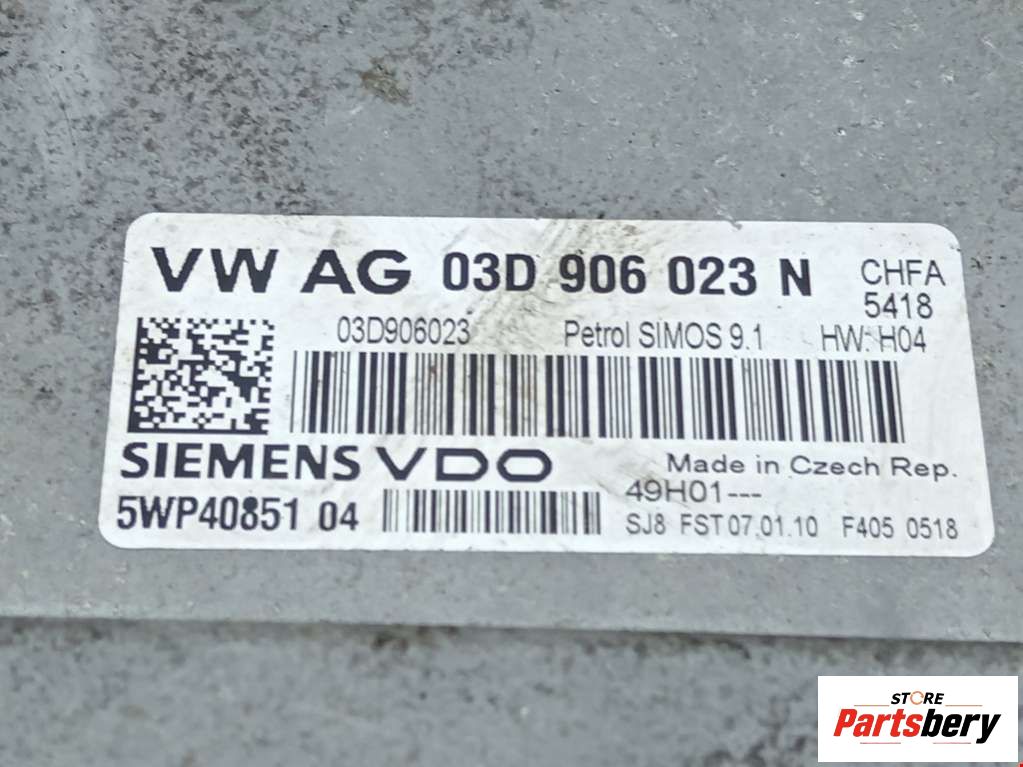 VW AG 03D 906 023 N CHFA
5418
03D906023 Petrol SIMOS 9.1 HW: H04
SIEMENS VDO Made in Czech Rep.
49H01---
5WP40851 04 SJ8 FST 07.01.10 F405 0518
STORE
Partsbery